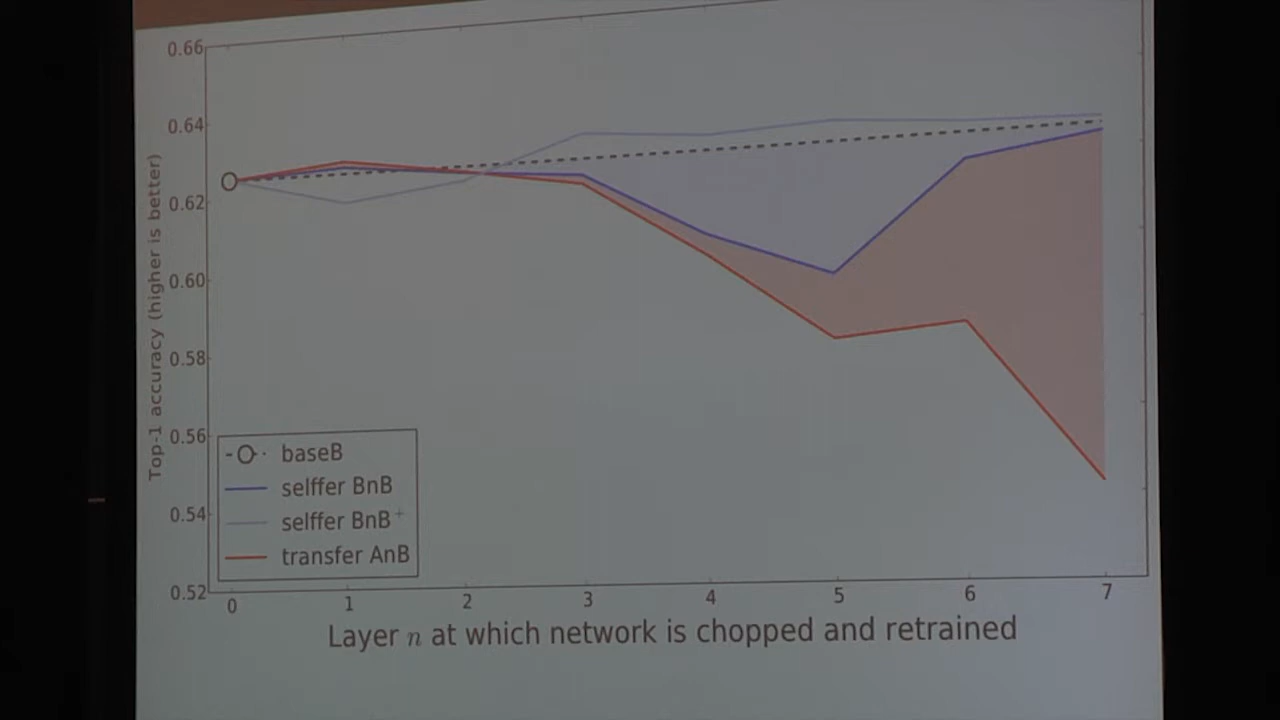 0.66
0.64
0.62
0.60
0.58
0.56
0.54
0.52
Top-1 accuracy (higher is better)
baseB
selffer BnB
selffer BnB+
transfer AnB
0 1 2 3 4 5 6 7
Layer n at which network is chopped and retrained